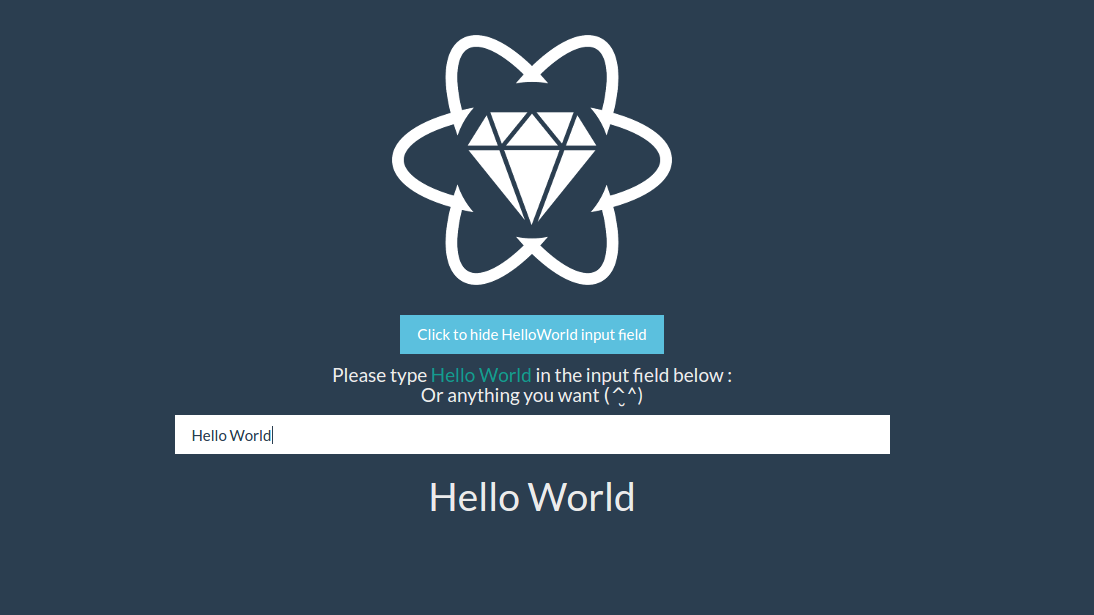 Click to hide HelloWorld input field
Please type Hello World in the input field below :
Or anything you want (^̮^)
Hello World
Hello World